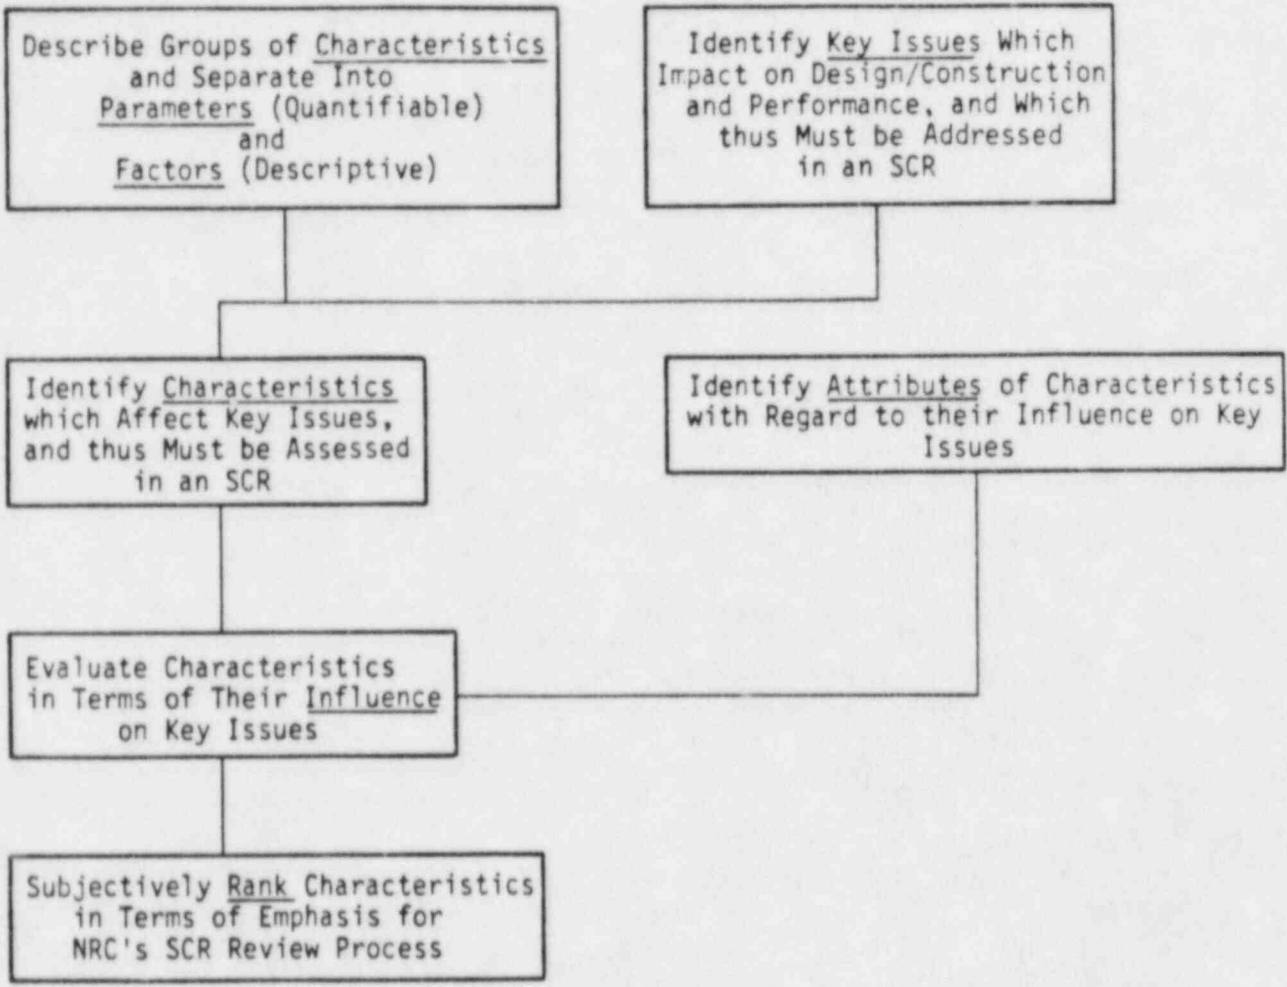 Describe Groups of Characteristics
and Separate Into
Parameters (Quantifiable)
and
Factors (Descriptive)
Identify Key Issues Which
Impact on Design/Construction
and Performance, and Which
thus Must be Addressed
in an SCR
Identify Characteristics
which Affect Key Issues,
and thus Must be Assessed
in an SCR
Identify Attributes of Characteristics
with Regard to their Influence on Key
Issues
Evaluate Characteristics
in Terms of Their Influence
on Key Issues
Subjectively Rank Characteristics
in Terms of Emphasis for
NRC's SCR Review Process